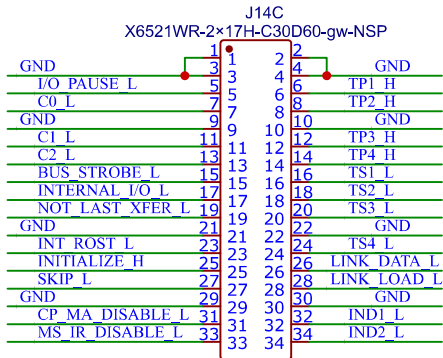 J14C
X6521WR-2×17H-C30D60-gw-NSP
1 1 2 2
GND 3 3 4 4 GND
I/O_PAUSE_L 5 5 6 6 TP1_H
C0_L 7 7 8 8 TP2_H
GND 9 9 10 10 GND
C1_L 11 11 12 12 TP3_H
C2_L 13 13 14 14 TP4_H
BUS_STROBE_L 15 15 16 16 TS1_L
INTERNAL_I/O_L 17 17 18 18 TS2_L
NOT_LAST_XFER_L 19 19 20 20 TS3_L
GND 21 21 22 22 GND
INT_ROST_L 23 23 24 24 TS4_L
INITIALIZE_H 25 25 26 26 LINK_DATA_L
SKIP_L 27 27 28 28 LINK_LOAD_L
GND 29 29 30 30 GND
CP_MA_DISABLE_L 31 31 32 32 IND1_L
MS_IR_DISABLE_L 33 33 34 34 IND2_L